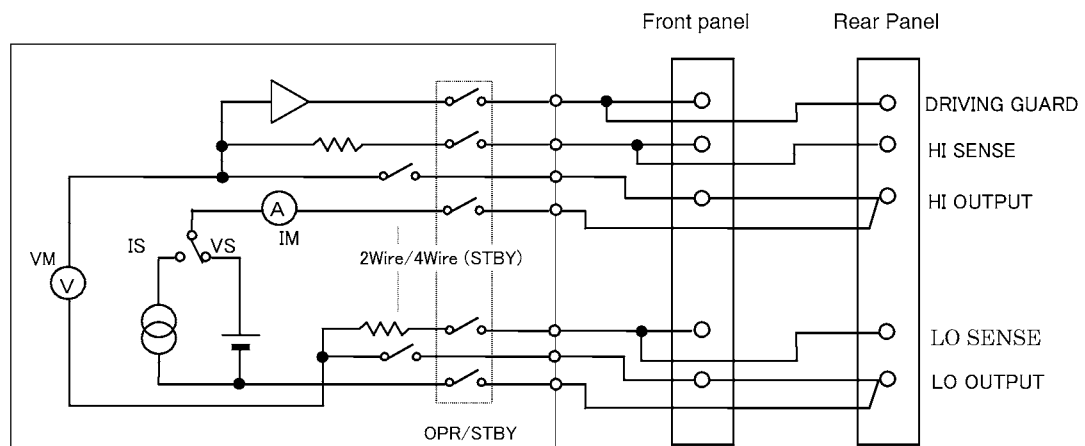 Front panel
Rear Panel
DRIVING GUARD
HI SENSE
HI OUTPUT
A
IM
IS
VS
2Wire/4Wire (STBY)
VM
V
LO SENSE
LO OUTPUT
OPR/STBY